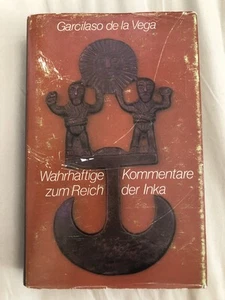 Garcilaso de la Vega
Wahrhaftige Kommentare
zum Reich der Inka